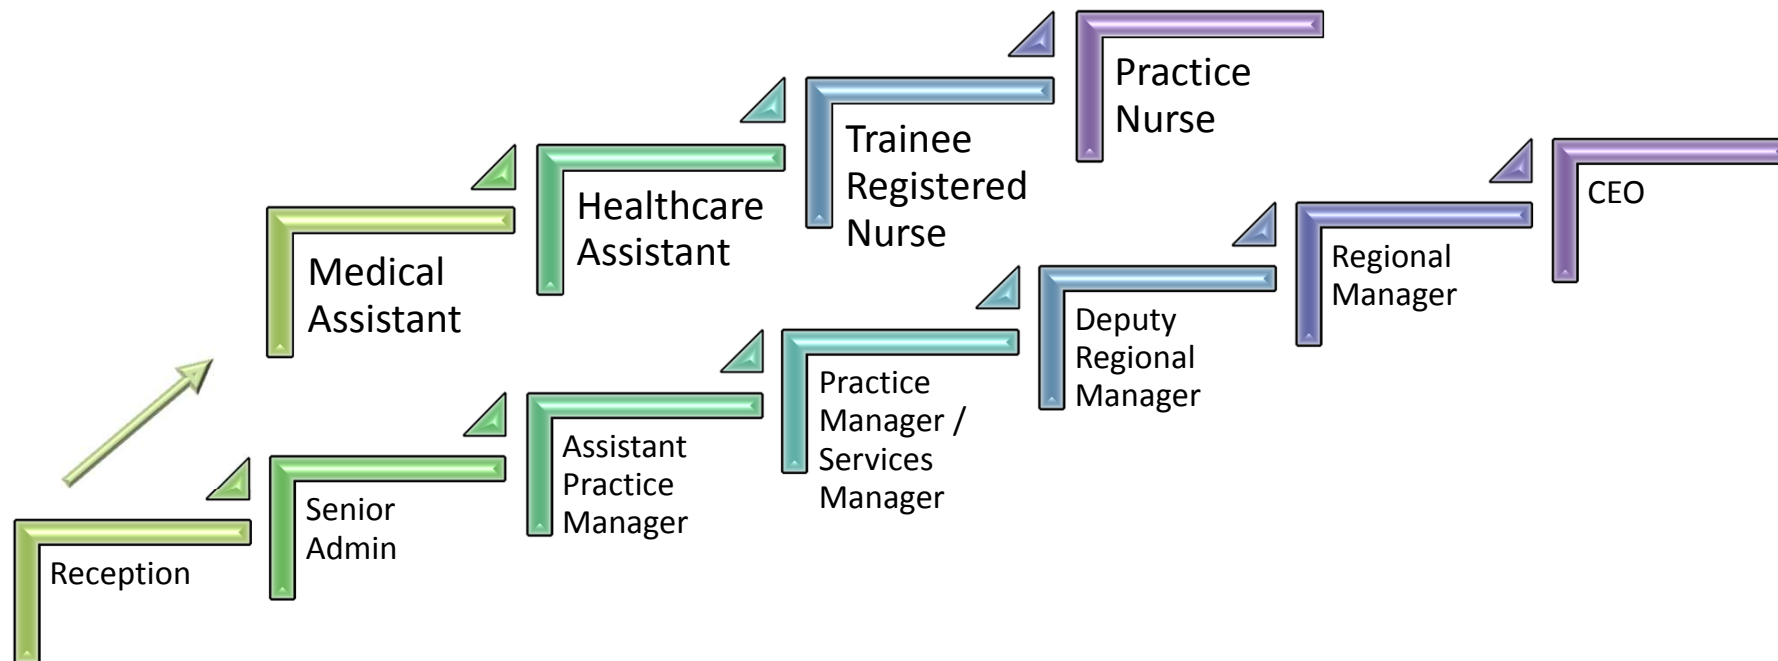 Practice
Nurse
Trainee
Registered
Nurse
Healthcare
Assistant
Medical
Assistant
CEO
Regional
Manager
Deputy
Regional
Manager
Practice
Manager /
Services
Manager
Assistant
Practice
Manager
Senior
Admin
Reception